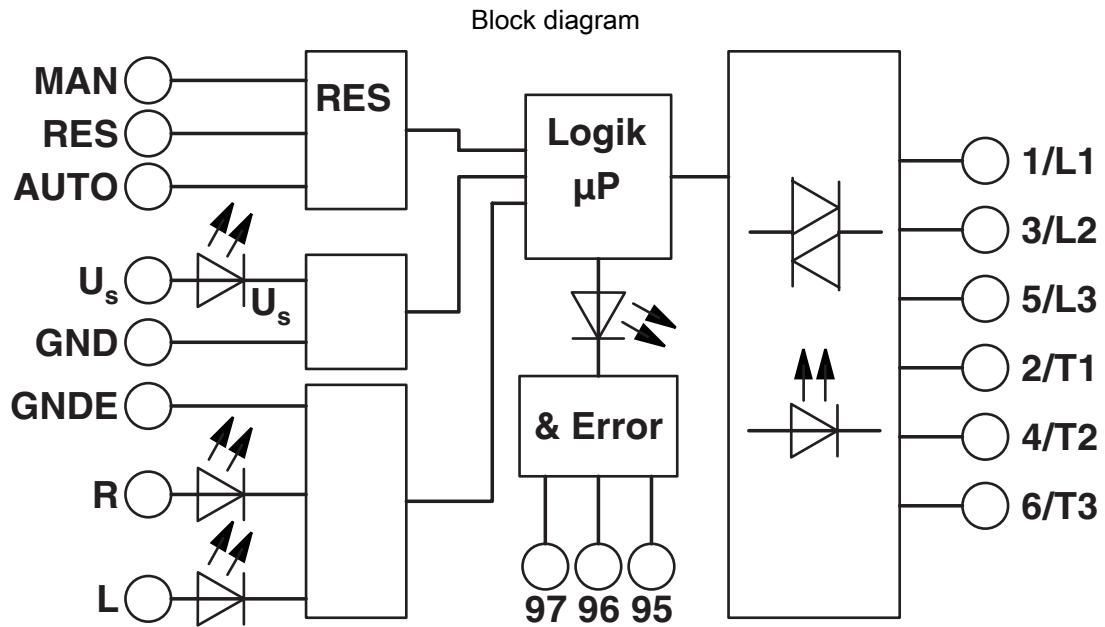 Block diagram
MAN
RES
AUTO
RES
Us
Us
GND
GNDE
R
L
Logik
µP
& Error
97 96 95
1/L1
3/L2
5/L3
2/T1
4/T2
6/T3